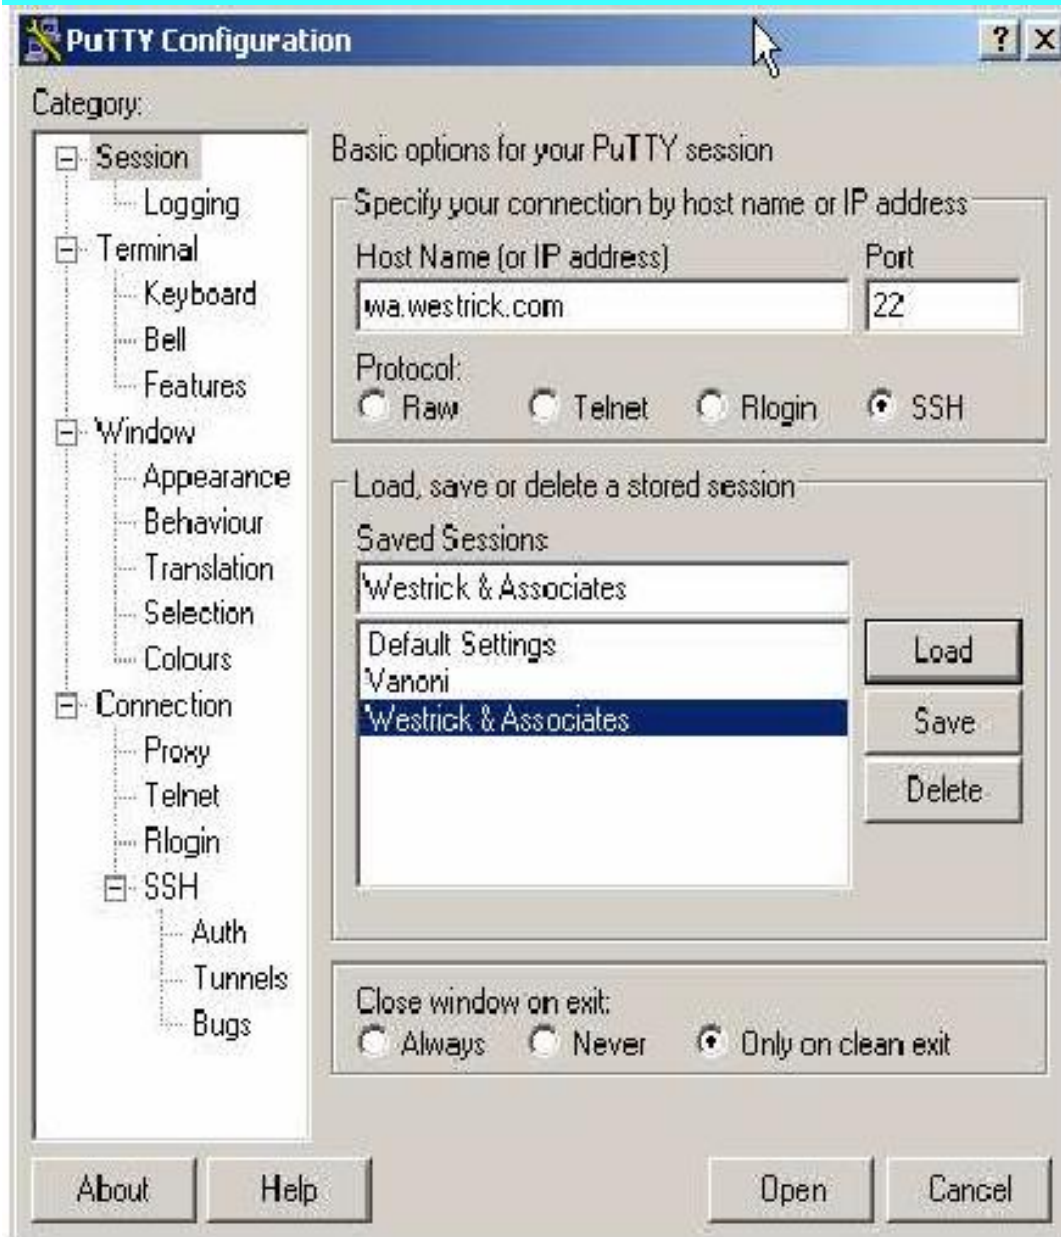 PuTTY Configuration
?
X
Category:
Session
Logging
Terminal
Keyboard
Bell
Features
Window
Appearance
Behaviour
Translation
Selection
Colours
Connection
Proxy
Telnet
Rlogin
SSH
Auth
Tunnels
Bugs
Basic options for your PuTTY session
Specify your connection by host name or IP address
Host Name (or IP address) Port
wa.westrick.com 22
Protocol:
Raw Telnet Rlogin SSH
Load, save or delete a stored session
Saved Sessions
Westrick & Associates
Default Settings
Vanoni
Westrick & Associates
Load
Save
Delete
Close window on exit:
Always Never Only on clean exit
About Help Open Cancel